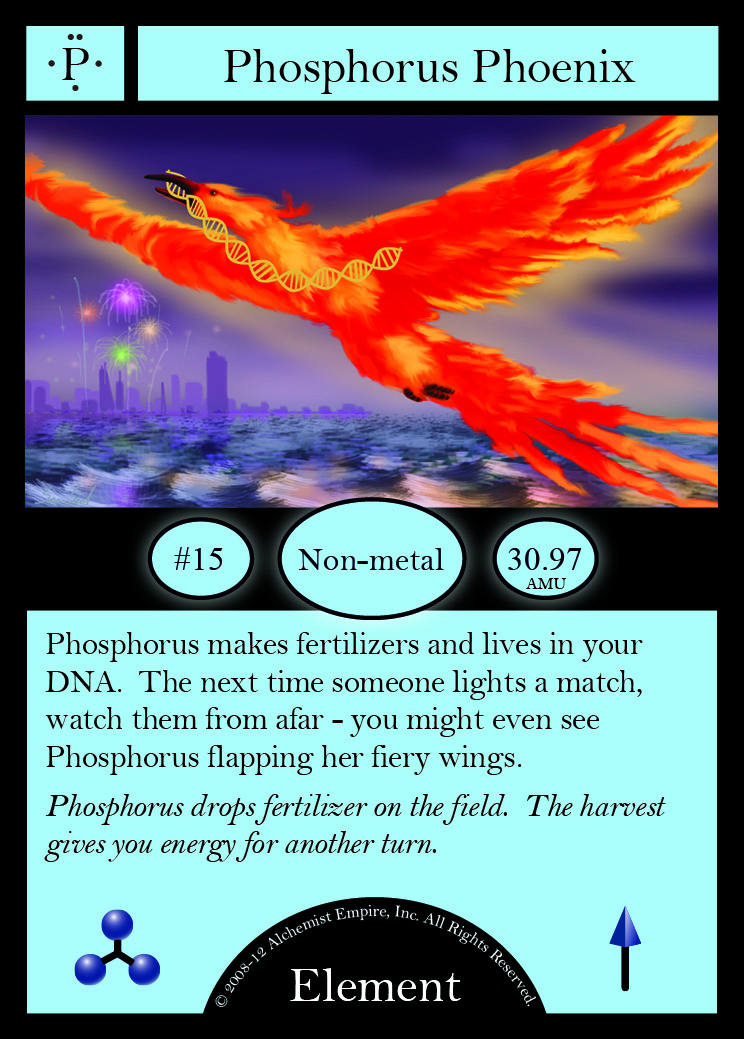 P
Phosphorus Phoenix
#15
Non-metal
30.97
AMU
Phosphorus makes fertilizers and lives in your
DNA.  The next time someone lights a match,
watch them from afar - you might even see
Phosphorus flapping her fiery wings.
Phosphorus drops fertilizer on the field.  The harvest
gives you energy for another turn.
© 2008-12 Alchemist Empire, Inc. All Rights Reserved.
Element